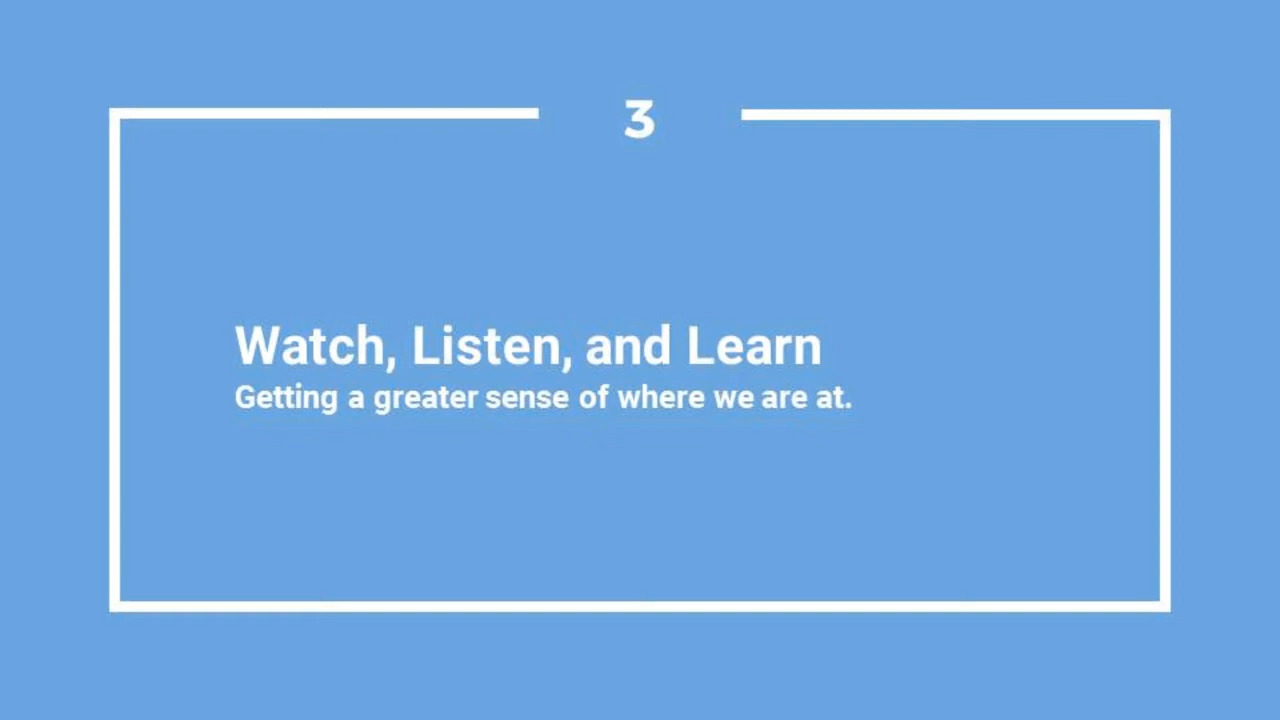 3
Watch, Listen, and Learn
Getting a greater sense of where we are at.